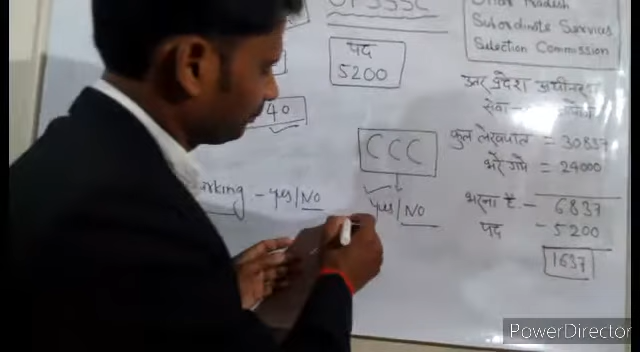 UPSSSC
पद
5200
40
CCC
Yes/No
arking - Yes/No
Uttar Pradesh
Subordinate Services
Selection Commission
उत्तर प्रदेश अधीनस्थ
सेवा
कुल लेखपाल = 30837
भरे गये = 24000
भरना है - 6837
पद - 5200
1637
PowerDirector